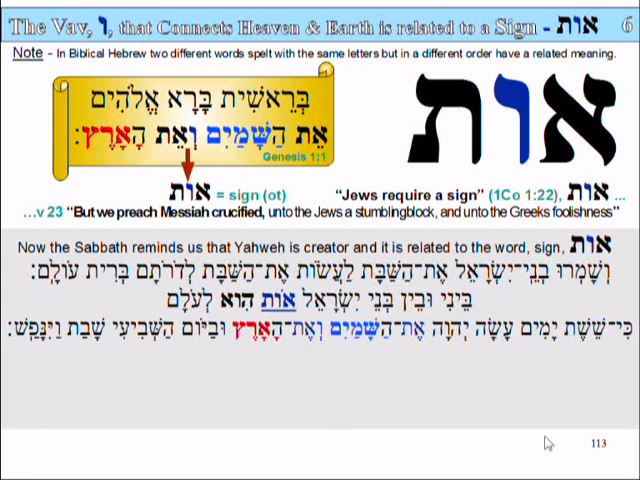 The Vav, ו, that Connects Heaven & Earth is related to a Sign - אות 6
Note - In Biblical Hebrew two different words spelt with the same letters but in a different order have a related meaning.
בְּרֵאשִׁית בָּרָא אֱלֹהִים
אֵת הַשָּׁמַיִם וְאֵת הָאָרֶץ׃
Genesis 1:1
אות
אות = sign (ot) "Jews require a sign" (1Co 1:22), אות ...
...v 23 "But we preach Messiah crucified, unto the Jews a stumblingblock, and unto the Greeks foolishness"
Now the Sabbath reminds us that Yahweh is creator and it is related to the word, sign, אות
וְשָׁמְרוּ בְנֵי־יִשְׂרָאֵל אֶת־הַשַּׁבָּת לַעֲשׂוֹת אֶת־הַשַּׁבָּת לְדֹרֹתָם בְּרִית עוֹלָם׃
בֵּינִי וּבֵין בְּנֵי יִשְׂרָאֵל אוֹת הִוא לְעֹלָם
כִּי־שֵׁשֶׁת יָמִים עָשָׂה יְהוָה אֶת־הַשָּׁמַיִם וְאֶת־הָאָרֶץ וּבַיּוֹם הַשְּׁבִיעִי שָׁבַת וַיִּנָּפַשׁ׃
113